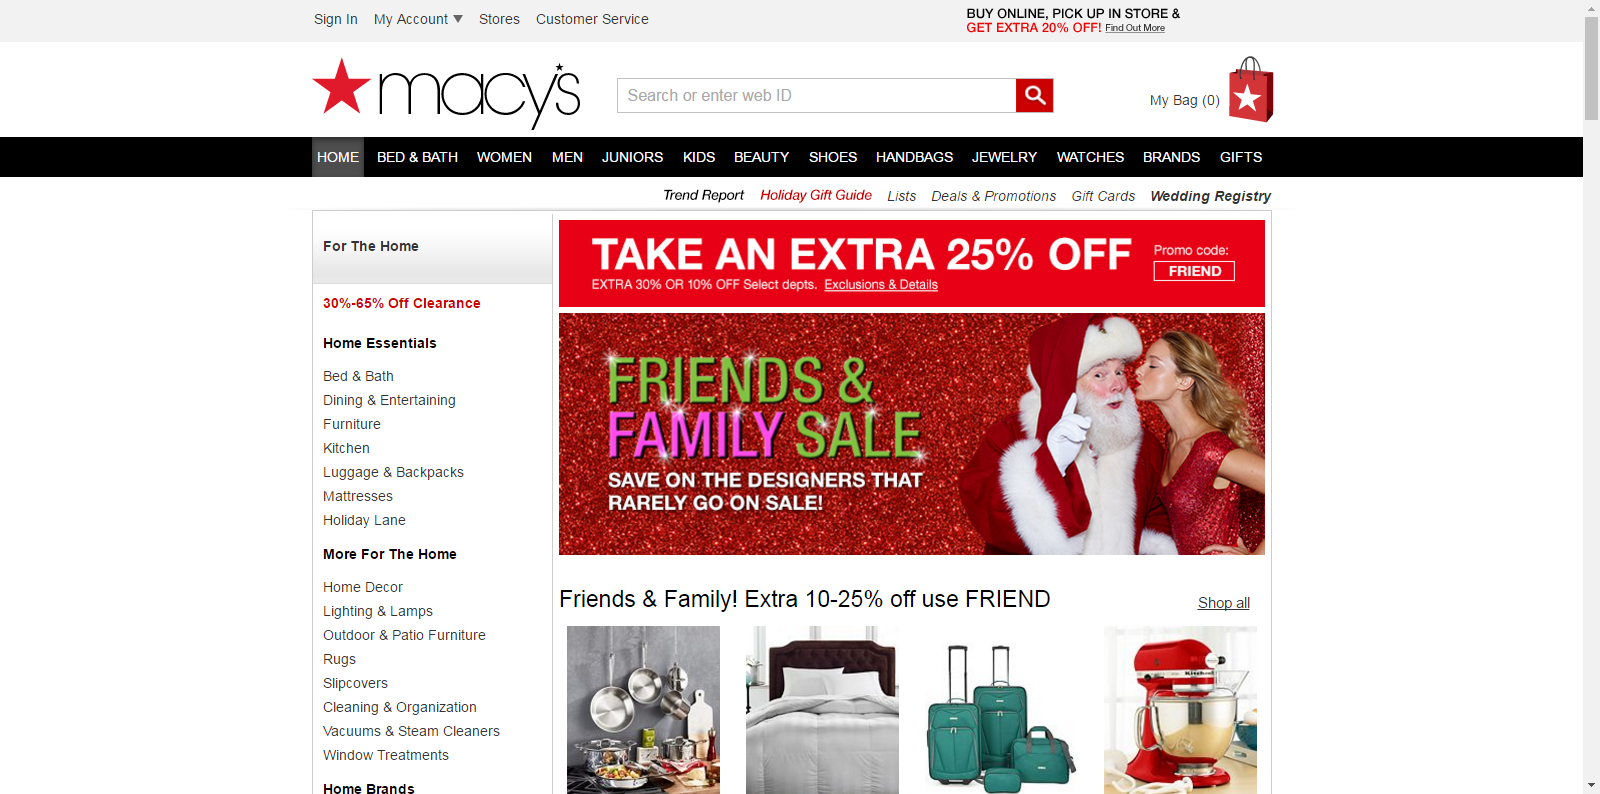 Sign In My Account Stores Customer Service
BUY ONLINE, PICK UP IN STORE &
GET EXTRA 20% OFF! Find Out More
macy's
Search or enter web ID
My Bag (0)
HOME BED & BATH WOMEN MEN JUNIORS KIDS BEAUTY SHOES HANDBAGS JEWELRY WATCHES BRANDS GIFTS
Trend Report Holiday Gift Guide Lists Deals & Promotions Gift Cards Wedding Registry
For The Home
30%-65% Off Clearance
Home Essentials
Bed & Bath
Dining & Entertaining
Furniture
Kitchen
Luggage & Backpacks
Mattresses
Holiday Lane
More For The Home
Home Decor
Lighting & Lamps
Outdoor & Patio Furniture
Rugs
Slipcovers
Cleaning & Organization
Vacuums & Steam Cleaners
Window Treatments
Home Brands
TAKE AN EXTRA 25% OFF
Promo code:
FRIEND
EXTRA 30% OR 10% OFF Select depts. Exclusions & Details
FRIENDS &
FAMILY SALE
SAVE ON THE DESIGNERS THAT
RARELY GO ON SALE!
Friends & Family! Extra 10-25% off use FRIEND
Shop all